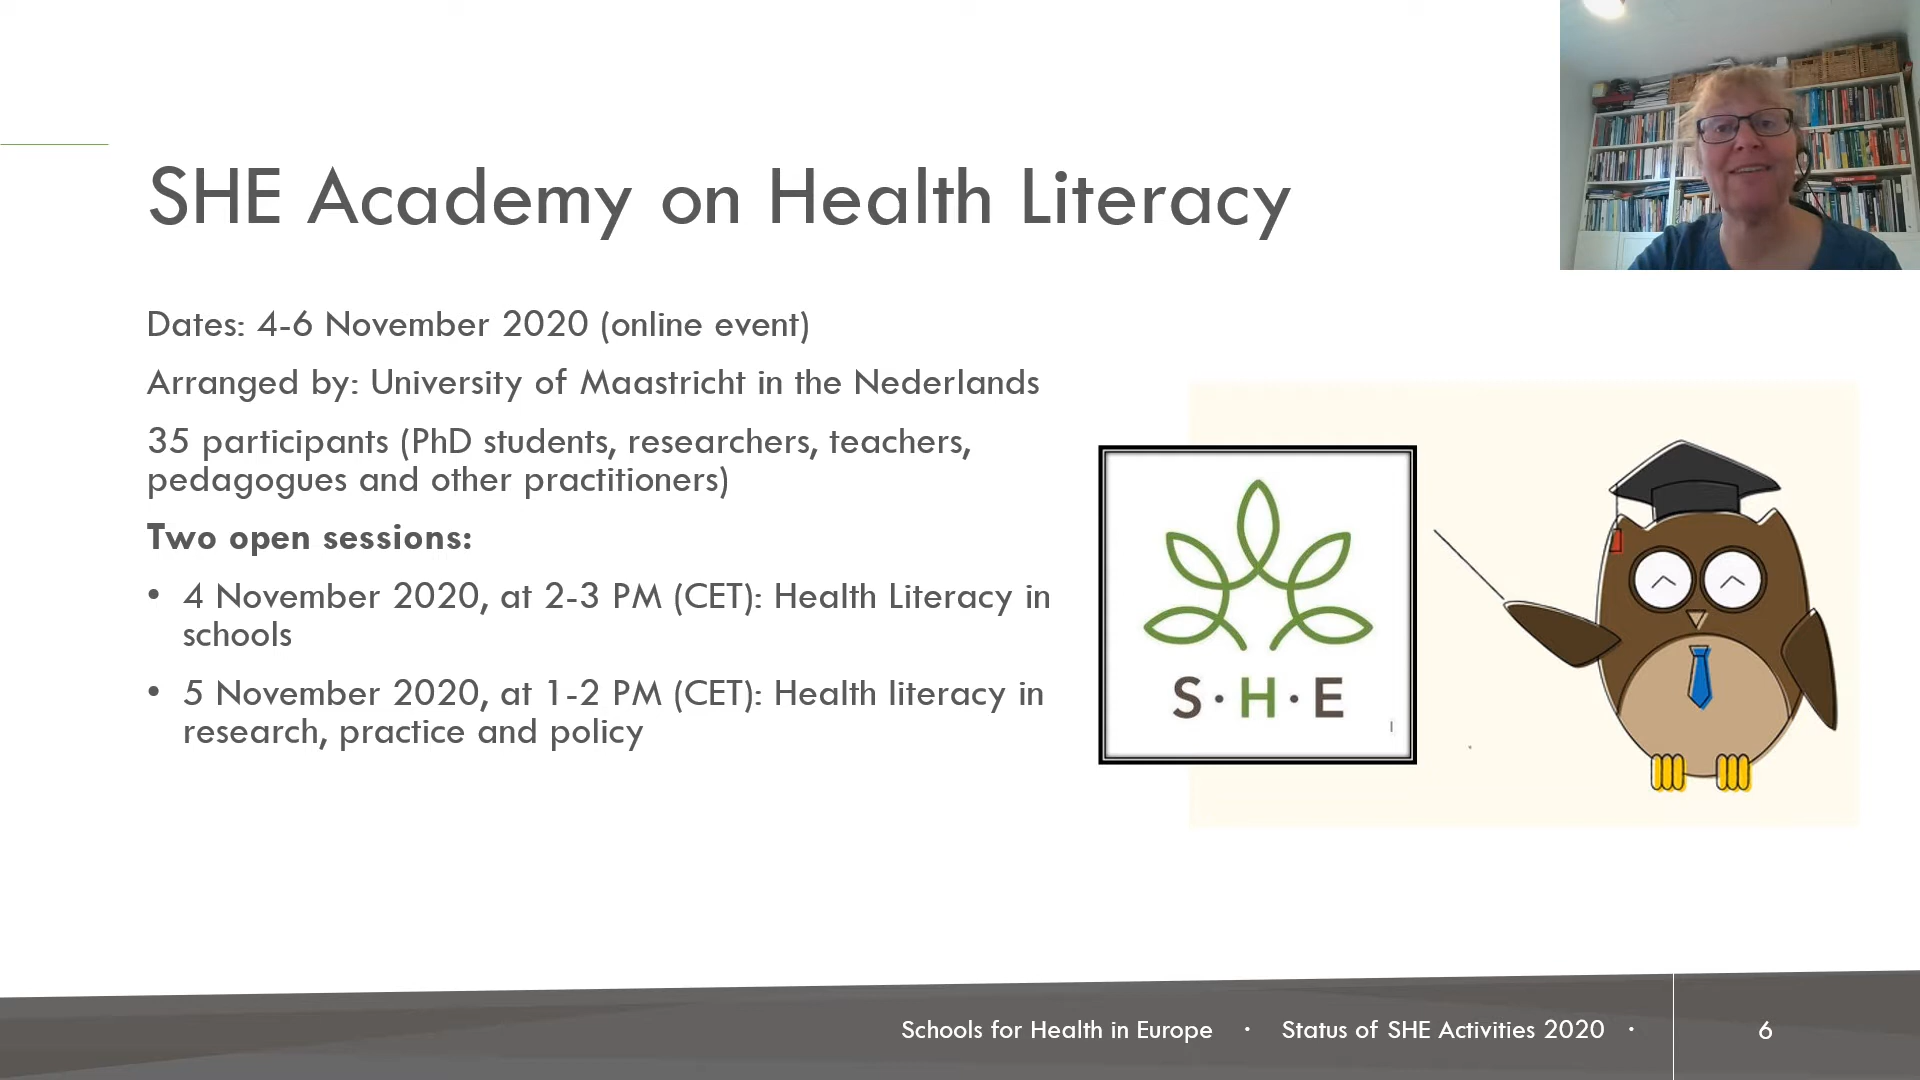 SHE Academy on Health Literacy
Dates: 4-6 November 2020 (online event)
Arranged by: University of Maastricht in the Nederlands
35 participants (PhD students, researchers, teachers,
pedagogues and other practitioners)
Two open sessions:
• 4 November 2020, at 2-3 PM (CET): Health Literacy in
schools
• 5 November 2020, at 1-2 PM (CET): Health literacy in
research, practice and policy
S·H·E
Schools for Health in Europe · Status of SHE Activities 2020 · 6